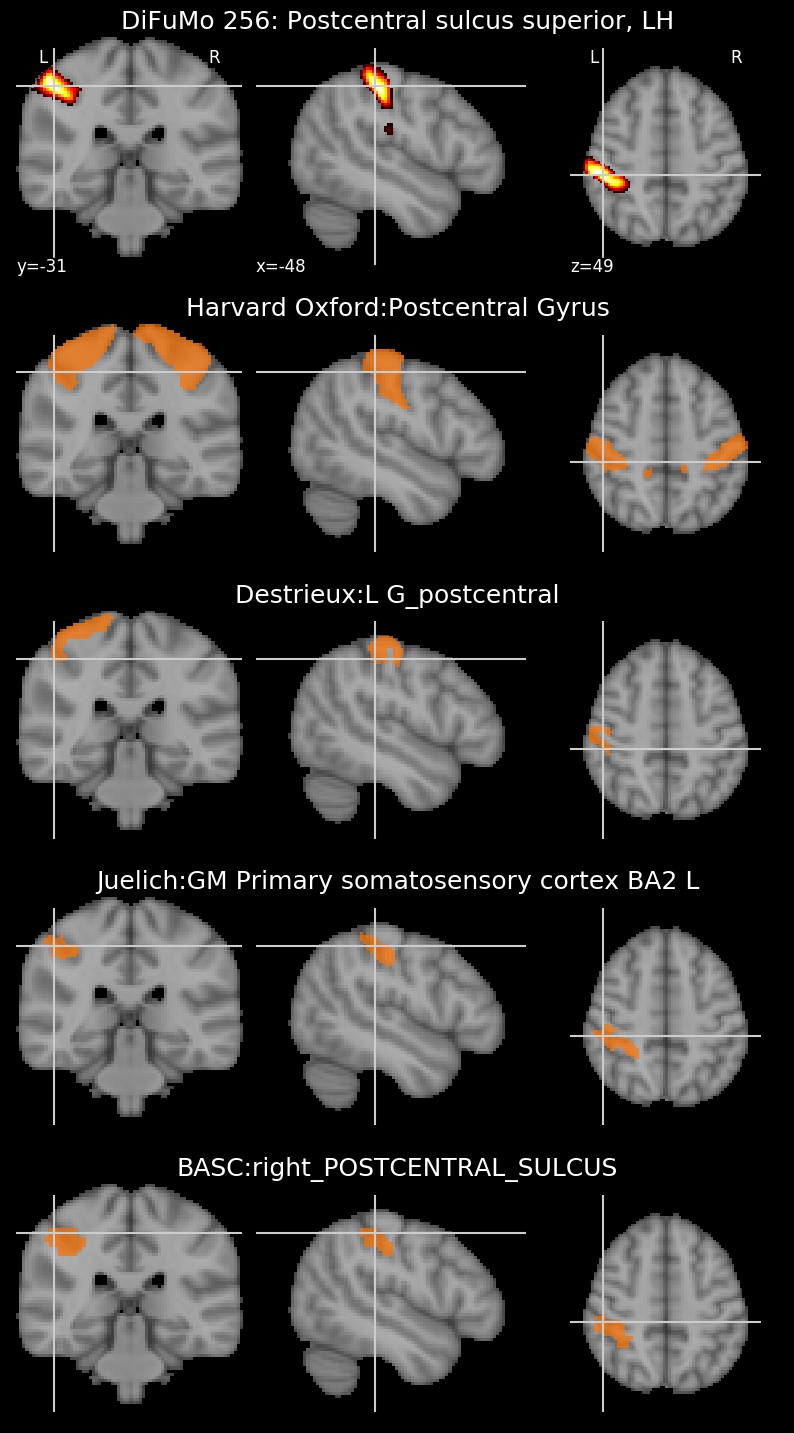 DiFuMo 256: Postcentral sulcus superior, LH
L R L R
y=-31 x=-48 z=49
Harvard Oxford:Postcentral Gyrus
Destrieux:L G_postcentral
Juelich:GM Primary somatosensory cortex BA2 L
BASC:right_POSTCENTRAL_SULCUS